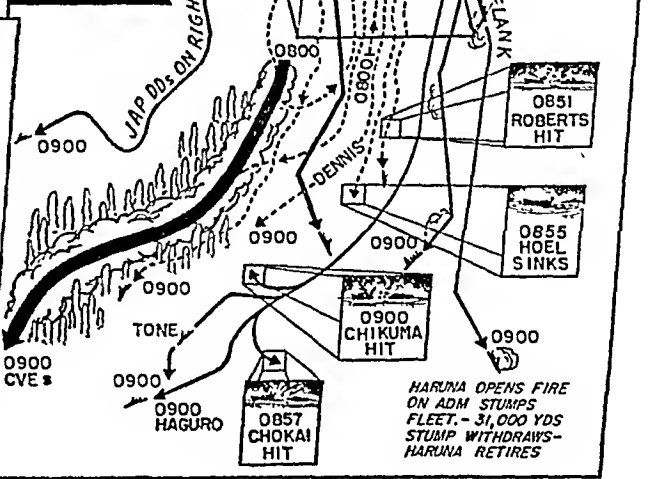 JAP DDs ON RIGH
0800
0800-
LANK
0851
ROBERTS
HIT
0900
DENNIS
0900
0900
0855
HOEL
SINKS
0900
0900
CHIKUMA
HIT
TONE
0900
0900
CVEs
0900
0900
HAGURO
0857
CHOKAI
HIT
HARUNA OPENS FIRE
ON ADM STUMPS
FLEET.- 31,000 YDS
STUMP WITHDRAWS-
HARUNA RETIRES